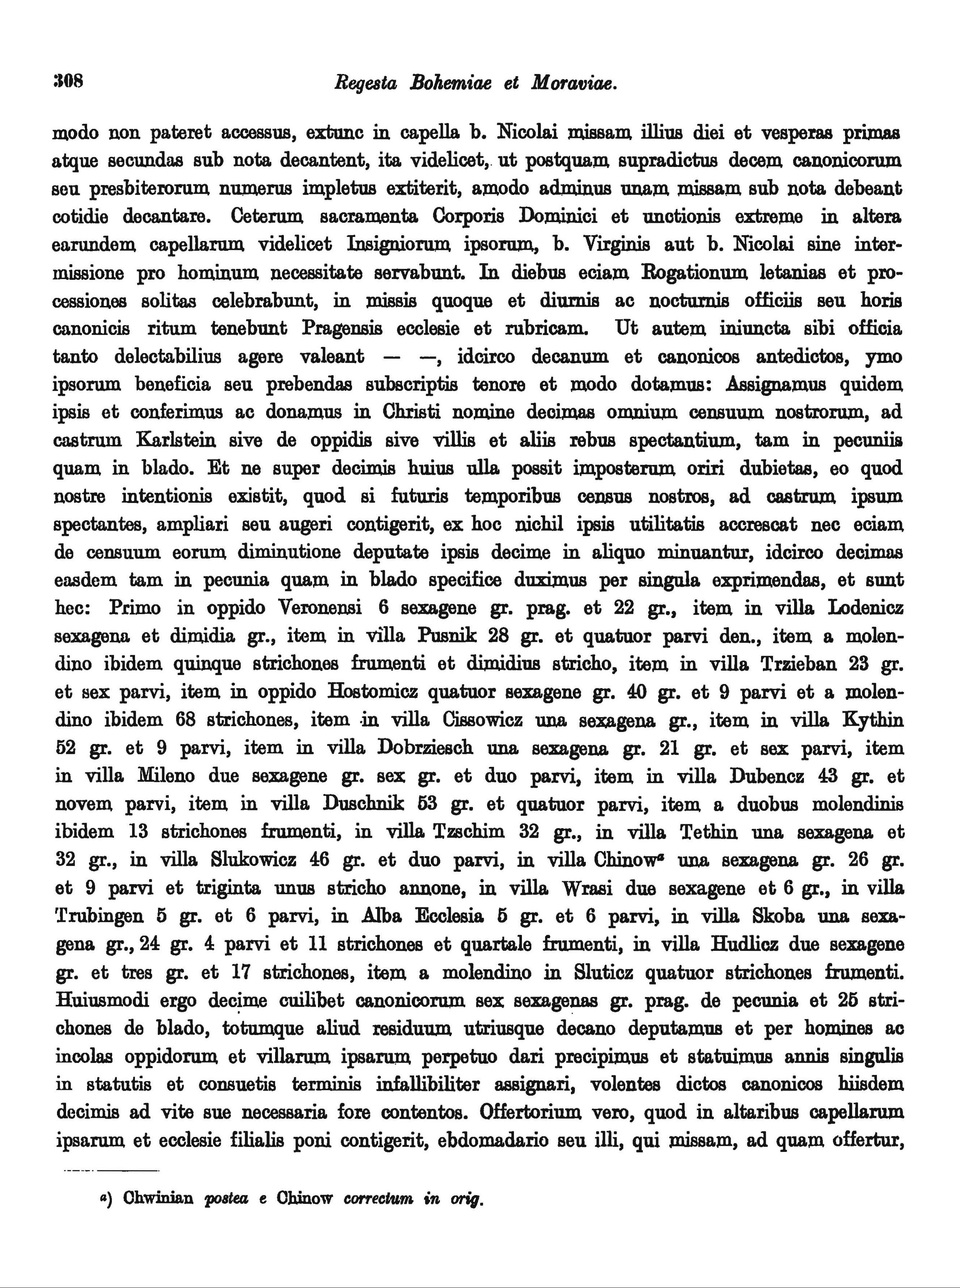 308 Regesta Bohemiae et Moraviae.
modo non pateret accessus, extunc in capella b. Nicolai missam illius diei et vesperas primas
atque secundas sub nota decantent, ita videlicet, ut postquam supradictus decem canonicorum
seu presbiterorum numerus impletus extiterit, amodo adminus unam missam sub nota debeant
cotidie decantare. Ceterum sacramenta Corporis Dominici et unctionis extreme in altera
earundem capellarum videlicet Insigniorum ipsorum, b. Virginis aut b. Nicolai sine inter-
missione pro hominum necessitate servabunt. In diebus eciam Rogationum letanias et pro-
cessiones solitas celebrabunt, in missis quoque et diurnis ac nocturnis officiis seu horis
canonicis ritum tenebunt Pragensis ecclesie et rubricam. Ut autem iniuncta sibi officia
tanto delectabilius agere valeant — —, idcirco decanum et canonicos antedictos, ymo
ipsorum beneficia seu prebendas subscriptis tenore et modo dotamus: Assignamus quidem
ipsis et conferimus ac donamus in Christi nomine decimas omnium censuum nostrorum, ad
castrum Karlstein sive de oppidis sive villis et aliis rebus spectantium, tam in pecuniis
quam in blado. Et ne super decimis huius ulla possit imposterum oriri dubietas, eo quod
nostre intentionis existit, quod si futuris temporibus census nostros, ad castrum ipsum
spectantes, ampliari seu augeri contigerit, ex hoc nichil ipsis utilitatis accrescat nec eciam
de censuum eorum diminutione deputate ipsis decime in aliquo minuantur, idcirco decimas
easdem tam in pecunia quam in blado specifice duximus per singula exprimendas, et sunt
hec: Primo in oppido Veronensi 6 sexagene gr. prag. et 22 gr., item in villa Lodenicz
sexagena et dimidia gr., item in villa Pusnik 28 gr. et quatuor parvi den., item a molen-
dino ibidem quinque strichones frumenti et dimidius stricho, item in villa Trzieban 23 gr.
et sex parvi, item in oppido Hostomicz quatuor sexagene gr. 40 gr. et 9 parvi et a molen-
dino ibidem 68 strichones, item in villa Cissowicz una sexagena gr., item in villa Kythin
52 gr. et 9 parvi, item in villa Dobrziesch una sexagena gr. 21 gr. et sex parvi, item
in villa Mileno due sexagene gr. sex gr. et duo parvi, item in villa Dubencz 43 gr. et
novem parvi, item in villa Duschnik 53 gr. et quatuor parvi, item a duobus molendinis
ibidem 13 strichones frumenti, in villa Tzschim 32 gr., in villa Tethin una sexagena et
32 gr., in villa Slukowicz 46 gr. et duo parvi, in villa Chinowᵃ una sexagena gr. 26 gr.
et 9 parvi et triginta unus stricho annone, in villa Wrasi due sexagene et 6 gr., in villa
Trubingen 5 gr. et 6 parvi, in Alba Ecclesia 5 gr. et 6 parvi, in villa Skoba una sexa-
gena gr., 24 gr. 4 parvi et 11 strichones et quartale frumenti, in villa Hudlicz due sexagene
gr. et tres gr. et 17 strichones, item a molendino in Sluticz quatuor strichones frumenti.
Huiusmodi ergo decime cuilibet canonicorum sex sexagenas gr. prag. de pecunia et 25 stri-
chones de blado, totumque aliud residuum utriusque decano deputamus et per homines ac
incolas oppidorum et villarum ipsarum perpetuo dari precipimus et statuimus annis singulis
in statutis et consuetis terminis infallibiliter assignari, volentes dictos canonicos hiisdem
decimis ad vite sue necessaria fore contentos. Offertorium vero, quod in altaribus capellarum
ipsarum et ecclesie filialis poni contigerit, ebdomadario seu illi, qui missam, ad quam offertur,
a) Chwinian postea e Chinow correctum in orig.